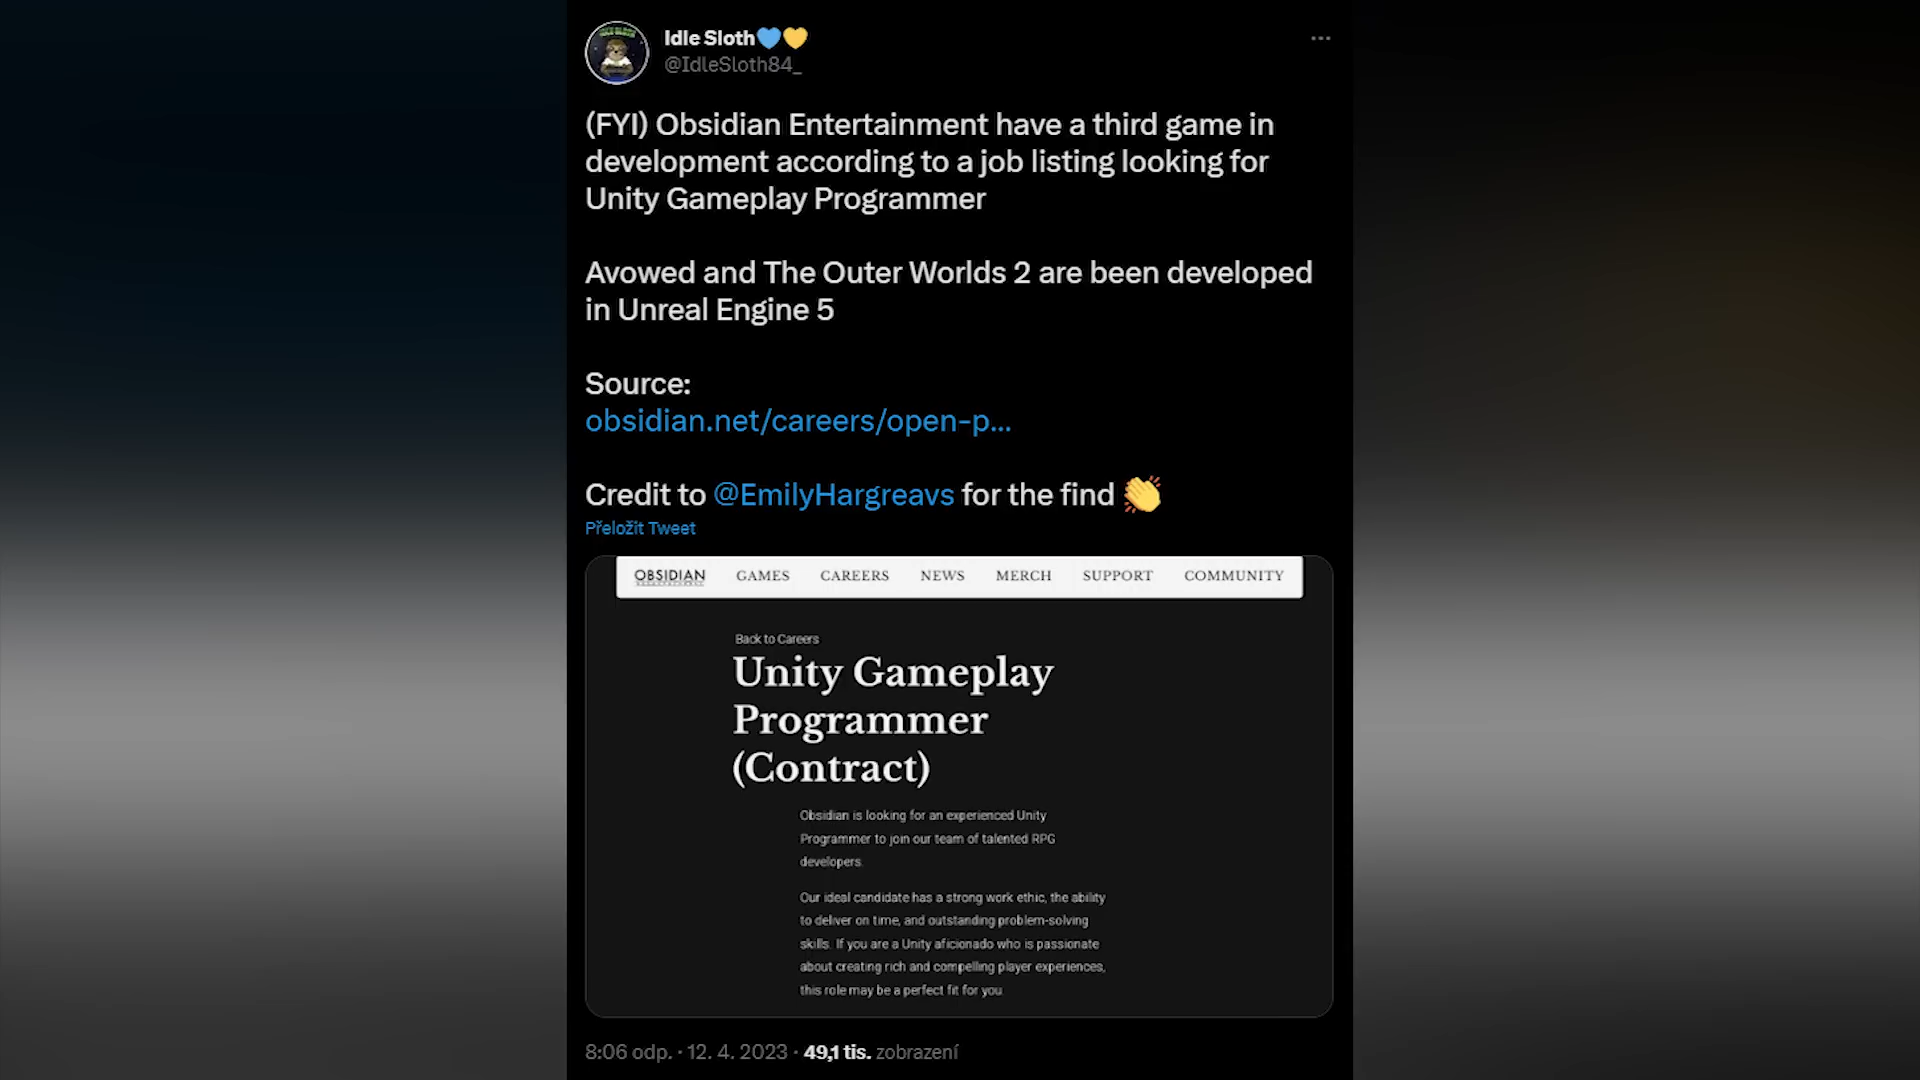 Idle Sloth💙💛
@IdleSloth84_
(FYI) Obsidian Entertainment have a third game in
development according to a job listing looking for
Unity Gameplay Programmer
Avowed and The Outer Worlds 2 are been developed
in Unreal Engine 5
Source:
obsidian.net/careers/open-p...
Credit to @EmilyHargreavs for the find 👏
Přeložit Tweet
OBSIDIAN GAMES CAREERS NEWS MERCH SUPPORT COMMUNITY
Back to Careers
Unity Gameplay
Programmer
(Contract)
Obsidian is looking for an experienced Unity
Programmer to join our team of talented RPG
developers.
Our ideal candidate has a strong work ethic, the ability
to deliver on time, and outstanding problem-solving
skills. If you are a Unity aficionado who is passionate
about creating rich and compelling player experiences,
this role may be a perfect fit for you.
8:06 odp. · 12. 4. 2023 · 49,1 tis. zobrazení